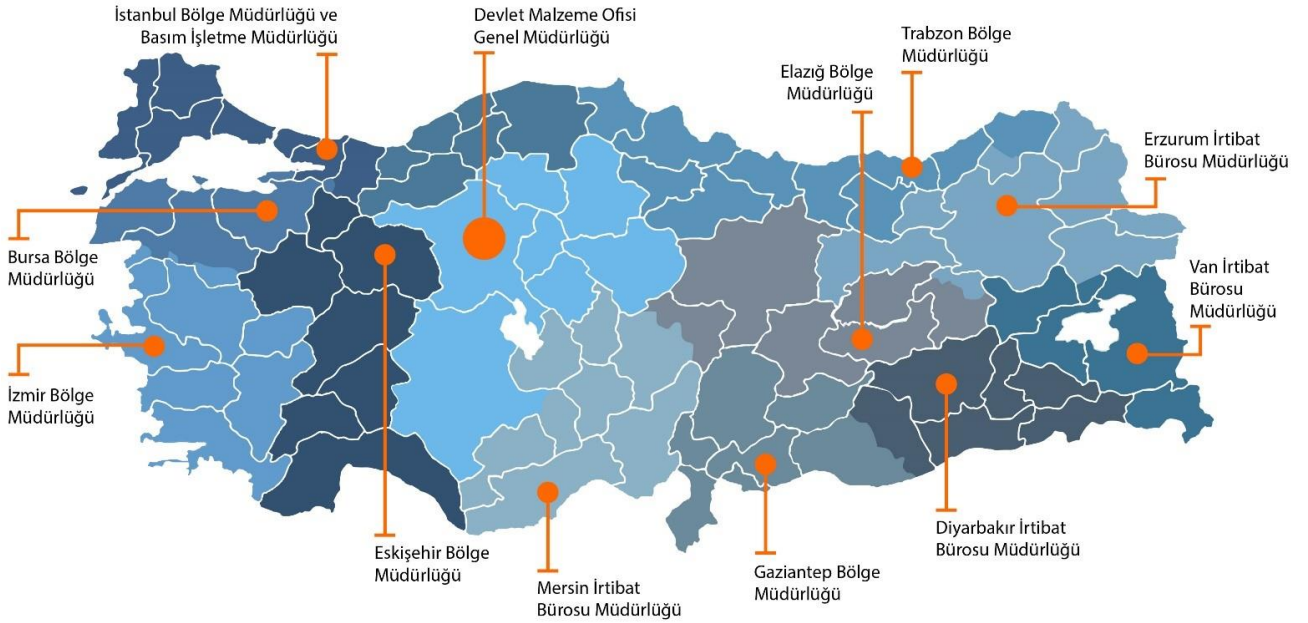 İstanbul Bölge Müdürlüğü ve
Basım İşletme Müdürlüğü
Devlet Malzeme Ofisi
Genel Müdürlüğü
Trabzon Bölge
Müdürlüğü
Elazığ Bölge
Müdürlüğü
Erzurum İrtibat
Bürosu Müdürlüğü
Bursa Bölge
Müdürlüğü
Van İrtibat
Bürosu
Müdürlüğü
İzmir Bölge
Müdürlüğü
Eskişehir Bölge
Müdürlüğü
Mersin İrtibat
Bürosu Müdürlüğü
Gaziantep Bölge
Müdürlüğü
Diyarbakır İrtibat
Bürosu Müdürlüğü